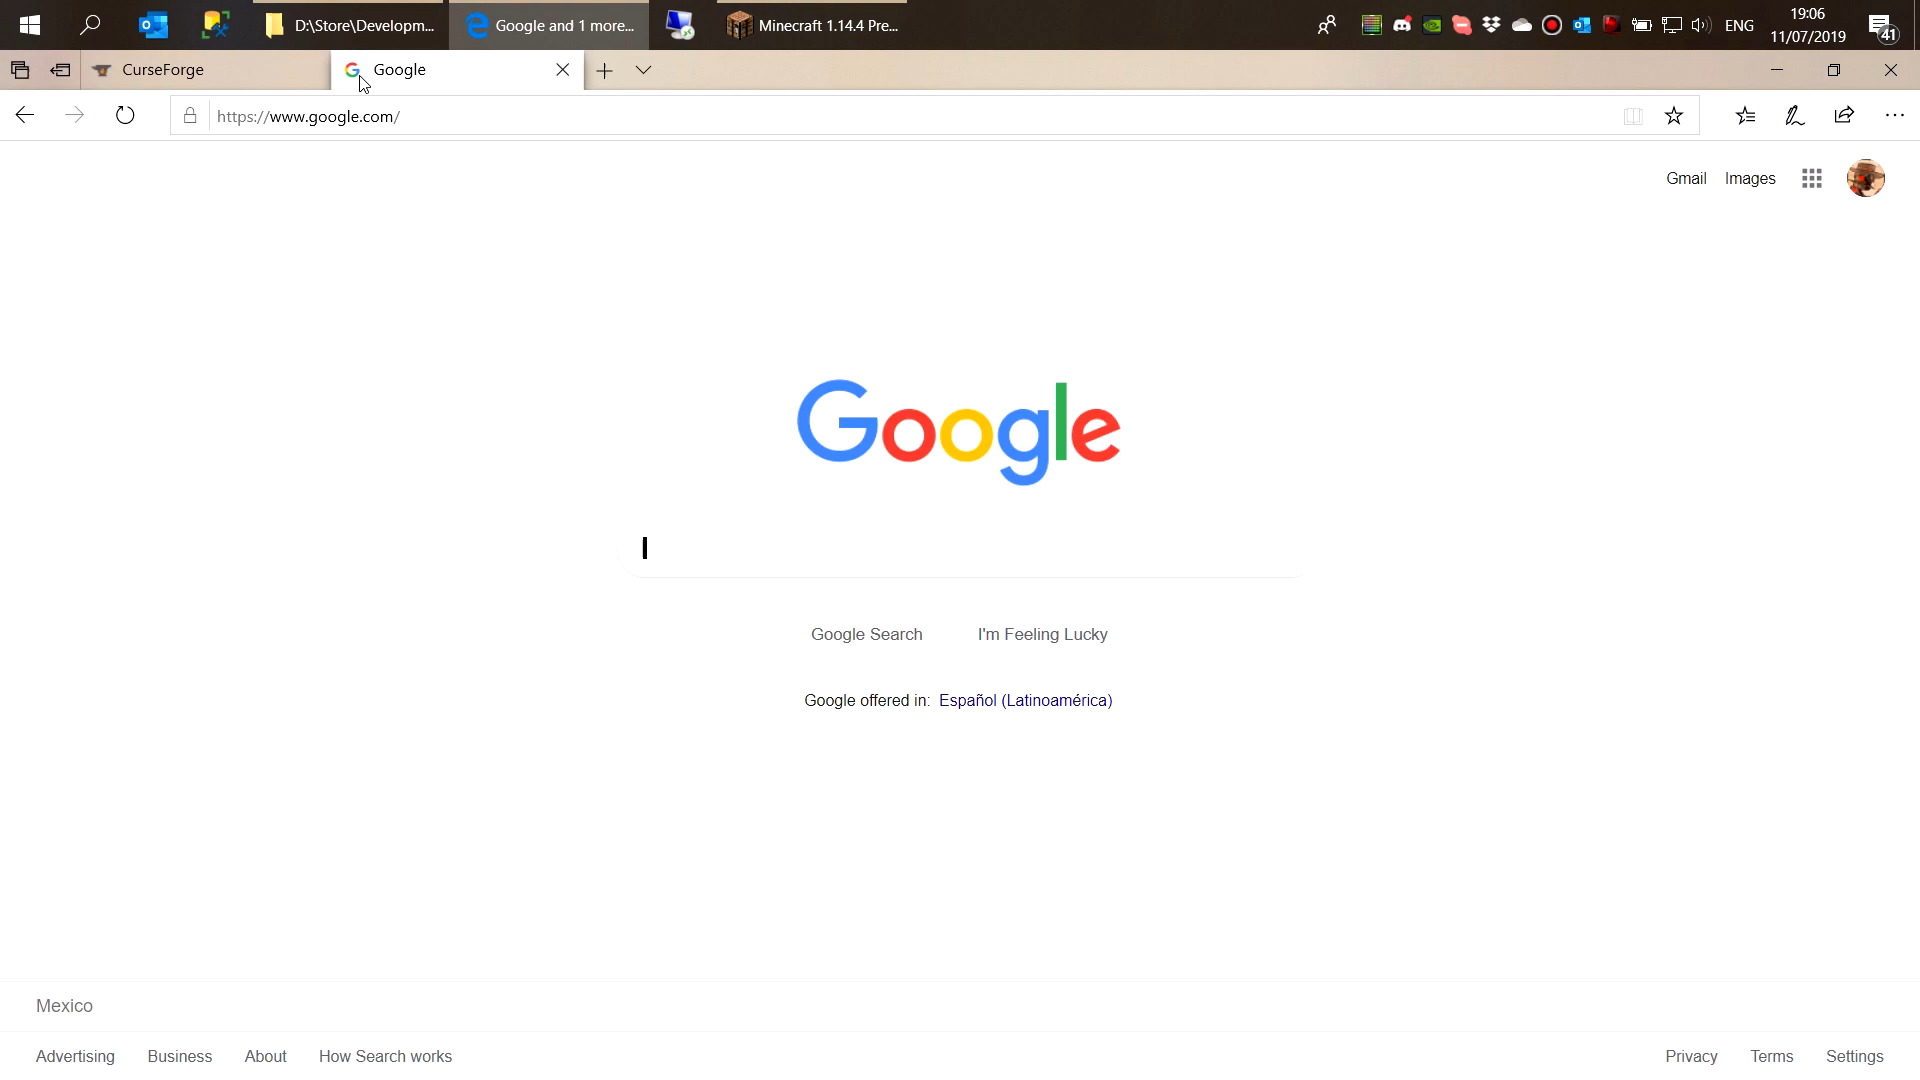 D:\Store\Developm...
Google and 1 more...
Minecraft 1.14.4 Pre...
ENG
19:06
11/07/2019
41
CurseForge
Google
https://www.google.com/
Gmail
Images
Google
Google Search
I'm Feeling Lucky
Google offered in: Español (Latinoamérica)
Mexico
Advertising
Business
About
How Search works
Privacy
Terms
Settings